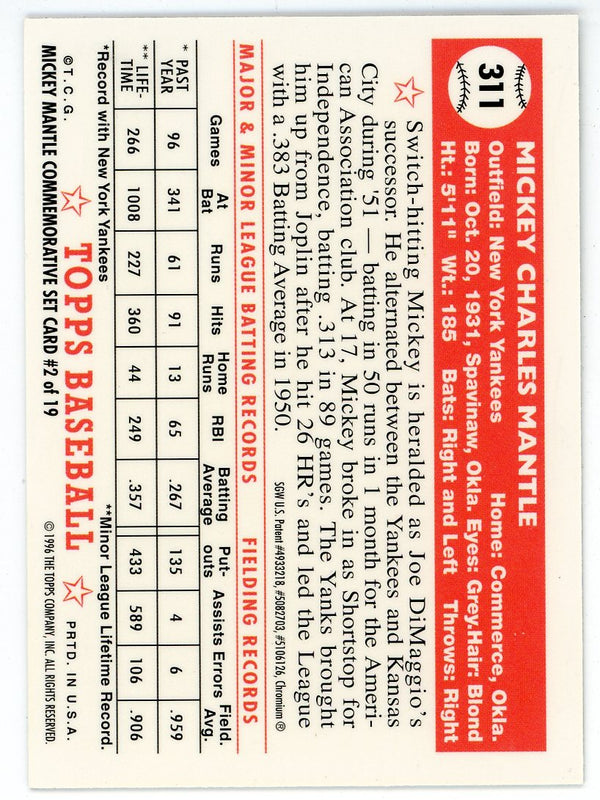 311
MICKEY CHARLES MANTLE
Outfield: New York Yankees Home: Commerce, Okla.
Born: Oct. 20, 1931, Spavinaw, Okla. Eyes: Grey.Hair: Blond
Ht.: 5'11" Wt.: 185 Bats: Right and Left Throws: Right
Switch-hitting Mickey is heralded as Joe DiMaggio's
successor. He alternated between the Yankees and Kansas
City during '51 — batting in 50 runs in 1 month for the Ameri-
can Association club. At 17, Mickey broke in as Shortstop for
Independence, batting .313 in 89 games. The Yanks brought
him up from Joplin after he hit 26 HR's and led the League
with a .383 Batting Average in 1950.
SGW U.S. Patent #4933218, #5082703, #5106126, Chromium®
MAJOR & MINOR LEAGUE BATTING RECORDS FIELDING RECORDS
Games At Bat Runs Hits Home Runs RBI Batting Average Put-outs Assists Errors Field. Avg.
* PAST YEAR 96 341 61 91 13 65 .267 135 4 6 .959
** LIFE-TIME 266 1008 227 360 44 249 .357 433 589 106 .906
*Record with New York Yankees **Minor League Lifetime Record.
©T.C.G. TOPPS BASEBALL PRTD. IN U.S.A.
MICKEY MANTLE COMMEMORATIVE SET CARD #2 of 19 © 1996 THE TOPPS COMPANY, INC. ALL RIGHTS RESERVED.